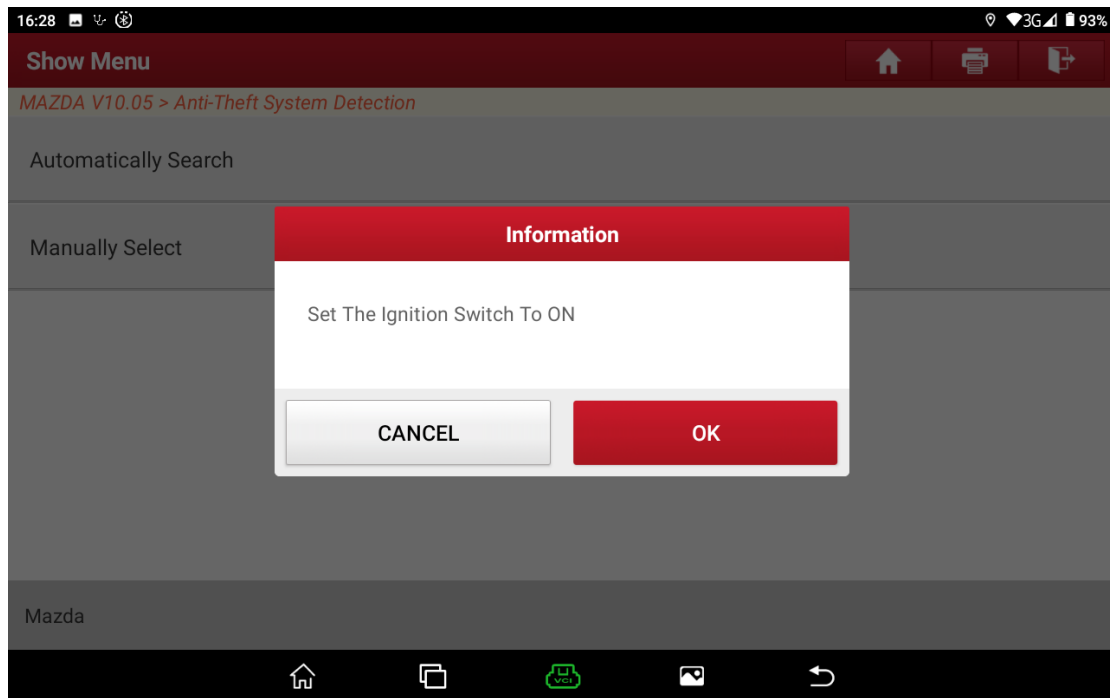 16:28 3G 93%
Show Menu
MAZDA V10.05 > Anti-Theft System Detection
Automatically Search
Manually Select
Information
Set The Ignition Switch To ON
CANCEL OK
Mazda
VCI